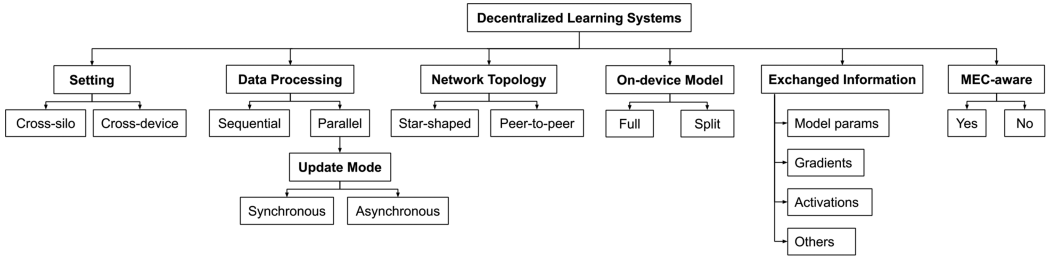 Decentralized Learning Systems
Setting
Data Processing
Network Topology
On-device Model
Exchanged Information
MEC-aware
Cross-silo
Cross-device
Sequential
Parallel
Star-shaped
Peer-to-peer
Full
Split
Model params
Yes
No
Update Mode
Gradients
Synchronous
Asynchronous
Activations
Others